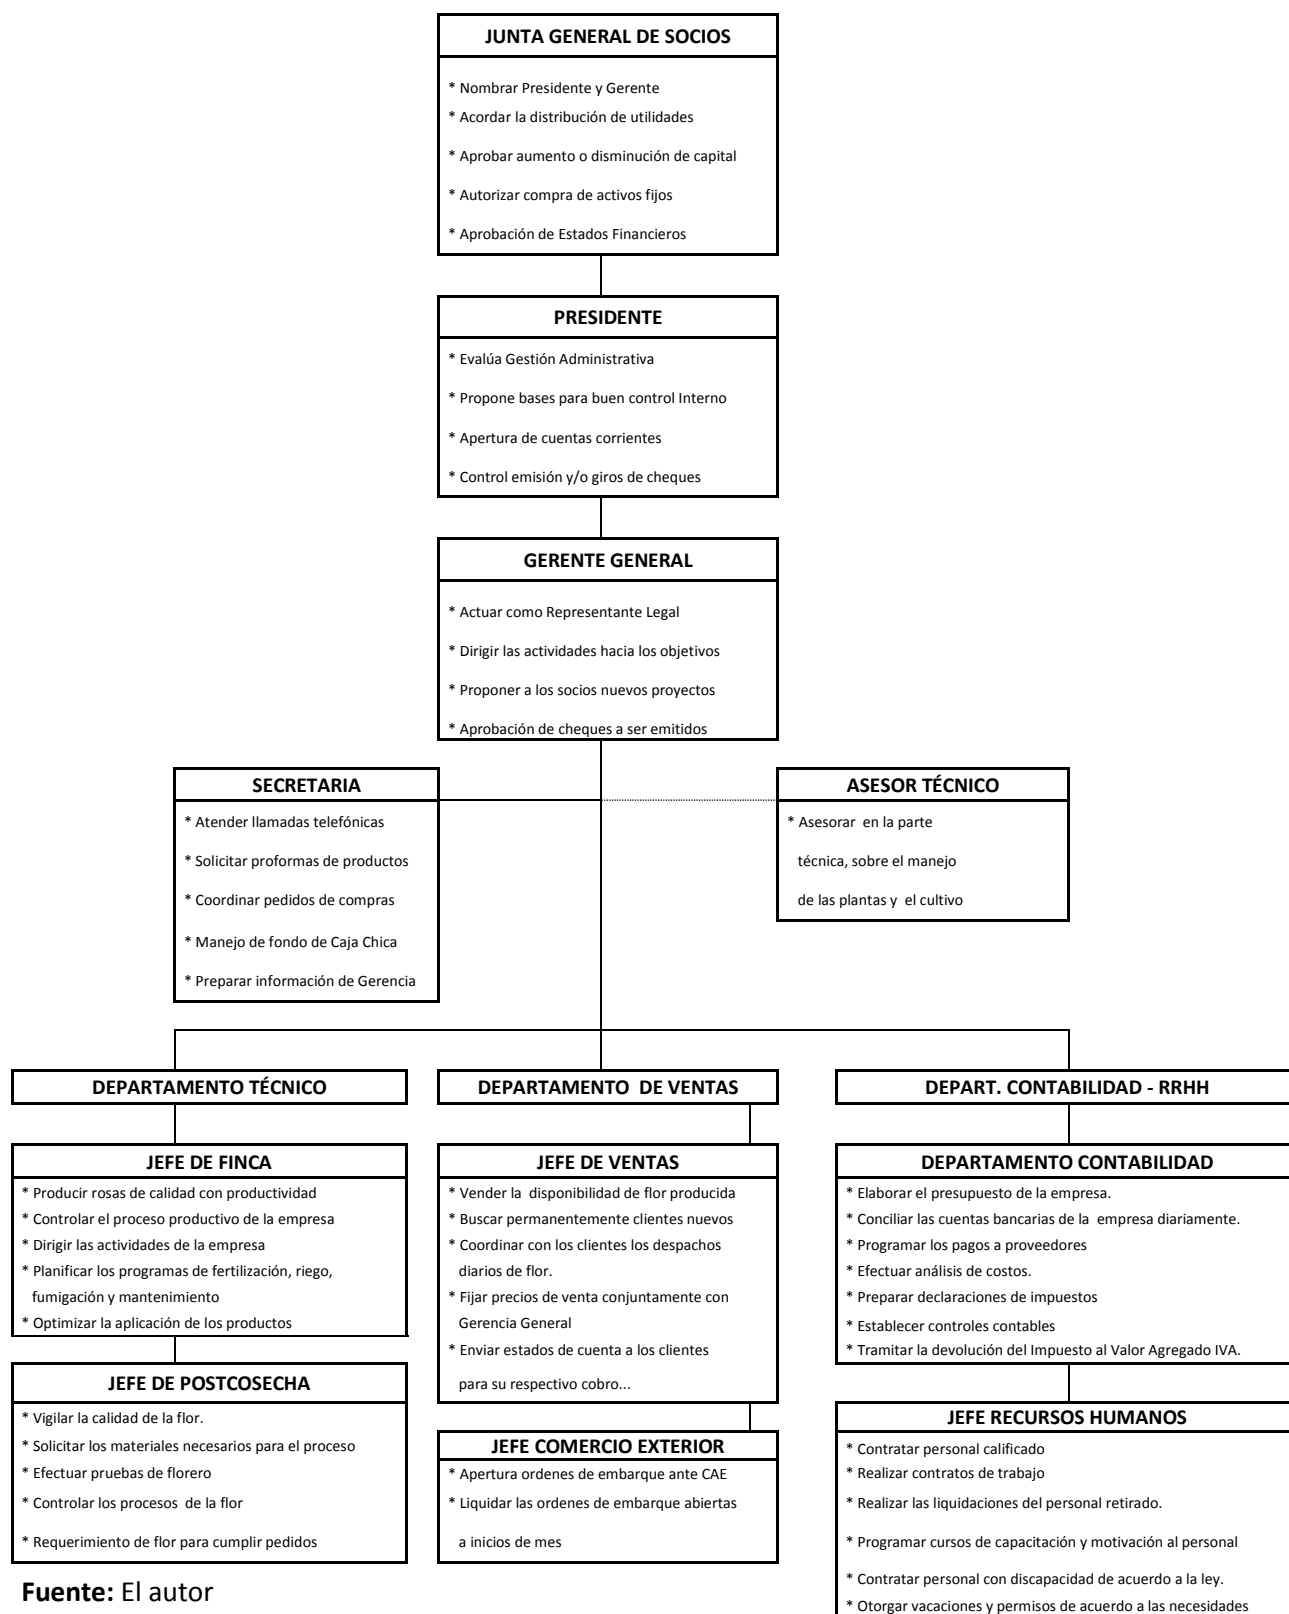 JUNTA GENERAL DE SOCIOS
* Nombrar Presidente y Gerente
* Acordar la distribución de utilidades
* Aprobar aumento o disminución de capital
* Autorizar compra de activos fijos
* Aprobación de Estados Financieros
PRESIDENTE
* Evalúa Gestión Administrativa
* Propone bases para buen control Interno
* Apertura de cuentas corrientes
* Control emisión y/o giros de cheques
GERENTE GENERAL
* Actuar como Representante Legal
* Dirigir las actividades hacia los objetivos
* Proponer a los socios nuevos proyectos
* Aprobación de cheques a ser emitidos
SECRETARIA
* Atender llamadas telefónicas
* Solicitar proformas de productos
* Coordinar pedidos de compras
* Manejo de fondo de Caja Chica
* Preparar información de Gerencia
ASESOR TÉCNICO
* Asesorar  en la parte
técnica, sobre el manejo
de las plantas y  el cultivo
DEPARTAMENTO TÉCNICO
JEFE DE FINCA
* Producir rosas de calidad con productividad
* Controlar el proceso productivo de la empresa
* Dirigir las actividades de la empresa
* Planificar los programas de fertilización, riego,
fumigación y mantenimiento
* Optimizar la aplicación de los productos
JEFE DE POSTCOSECHA
* Vigilar la calidad de la flor.
* Solicitar los materiales necesarios para el proceso
* Efectuar pruebas de florero
* Controlar los procesos  de la flor
* Requerimiento de flor para cumplir pedidos
DEPARTAMENTO  DE VENTAS
JEFE DE VENTAS
* Vender la  disponibilidad de flor producida
* Buscar permanentemente clientes nuevos
* Coordinar con los clientes los despachos
diarios de flor.
* Fijar precios de venta conjuntamente con
Gerencia General
* Enviar estados de cuenta a los clientes
para su respectivo cobro...
JEFE COMERCIO EXTERIOR
* Apertura ordenes de embarque ante CAE
* Liquidar las ordenes de embarque abiertas
a inicios de mes
DEPART. CONTABILIDAD - RRHH
DEPARTAMENTO CONTABILIDAD
* Elaborar el presupuesto de la empresa.
* Conciliar las cuentas bancarias de la  empresa diariamente.
* Programar los pagos a proveedores
* Efectuar análisis de costos.
* Preparar declaraciones de impuestos
* Establecer controles contables
* Tramitar la devolución del Impuesto al Valor Agregado IVA.
JEFE RECURSOS HUMANOS
* Contratar personal calificado
* Realizar contratos de trabajo
* Realizar las liquidaciones del personal retirado.
* Programar cursos de capacitación y motivación al personal
* Contratar personal con discapacidad de acuerdo a la ley.
* Otorgar vacaciones y permisos de acuerdo a las necesidades
Fuente: El autor